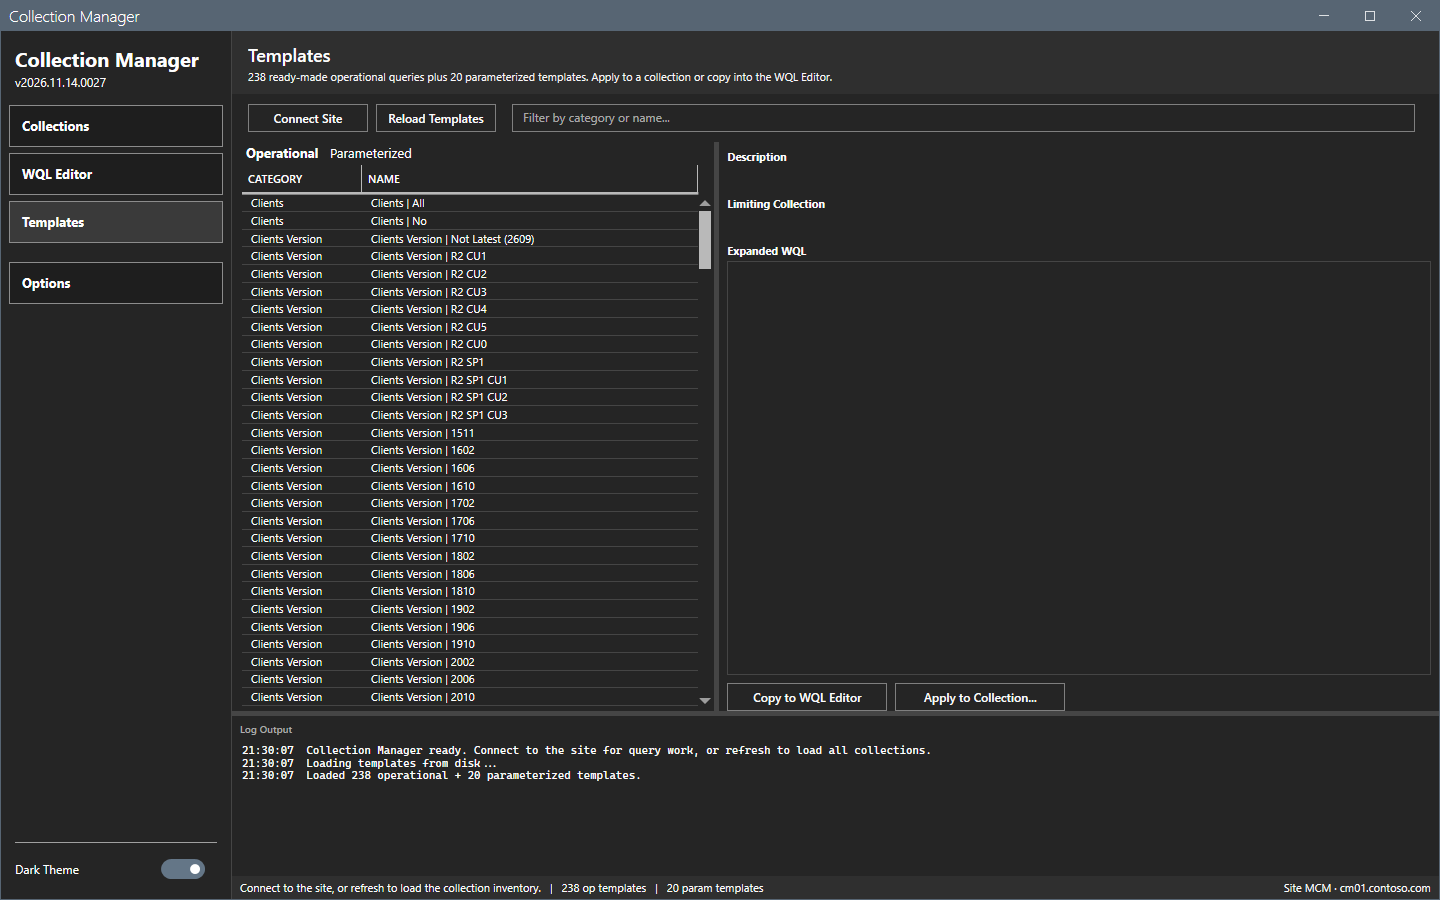 Collection Manager
Collection Manager
v2026.11.14.0027
Collections
WQL Editor
Templates
Options
Dark Theme
Templates
238 ready-made operational queries plus 20 parameterized templates. Apply to a collection or copy into the WQL Editor.
Connect Site
Reload Templates
Filter by category or name...
Operational Parameterized
CATEGORY NAME
Clients Clients | All
Clients Clients | No
Clients Version Clients Version | Not Latest (2609)
Clients Version Clients Version | R2 CU1
Clients Version Clients Version | R2 CU2
Clients Version Clients Version | R2 CU3
Clients Version Clients Version | R2 CU4
Clients Version Clients Version | R2 CU5
Clients Version Clients Version | R2 CU0
Clients Version Clients Version | R2 SP1
Clients Version Clients Version | R2 SP1 CU1
Clients Version Clients Version | R2 SP1 CU2
Clients Version Clients Version | R2 SP1 CU3
Clients Version Clients Version | 1511
Clients Version Clients Version | 1602
Clients Version Clients Version | 1606
Clients Version Clients Version | 1610
Clients Version Clients Version | 1702
Clients Version Clients Version | 1706
Clients Version Clients Version | 1710
Clients Version Clients Version | 1802
Clients Version Clients Version | 1806
Clients Version Clients Version | 1810
Clients Version Clients Version | 1902
Clients Version Clients Version | 1906
Clients Version Clients Version | 1910
Clients Version Clients Version | 2002
Clients Version Clients Version | 2006
Clients Version Clients Version | 2010
Description
Limiting Collection
Expanded WQL
Copy to WQL Editor
Apply to Collection...
Log Output
21:30:07 Collection Manager ready. Connect to the site for query work, or refresh to load all collections.
21:30:07 Loading templates from disk...
21:30:07 Loaded 238 operational + 20 parameterized templates.
Connect to the site, or refresh to load the collection inventory. | 238 op templates | 20 param templates
Site MCM · cm01.contoso.com